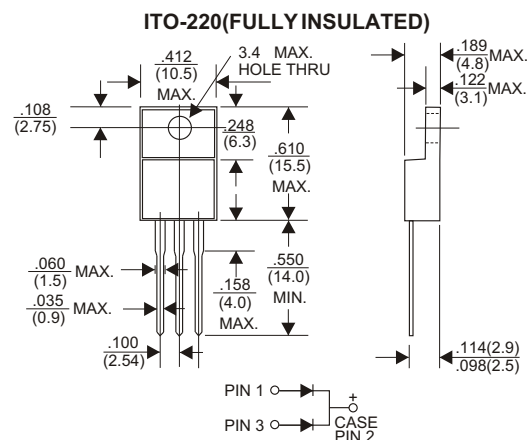 ITO-220(FULLY INSULATED)
.412
(10.5)
MAX.
3.4 MAX.
HOLE THRU
.189
(4.8) MAX.
.122
(3.1) MAX.
.108
(2.75)
.248
(6.3)
.610
(15.5)
MAX.
.060
(1.5) MAX.
.035
(0.9) MAX.
.158
(4.0)
MAX.
.550
(14.0)
MIN.
.100
(2.54)
.114(2.9)
.098(2.5)
PIN 1
+
PIN 3
CASE
PIN 2